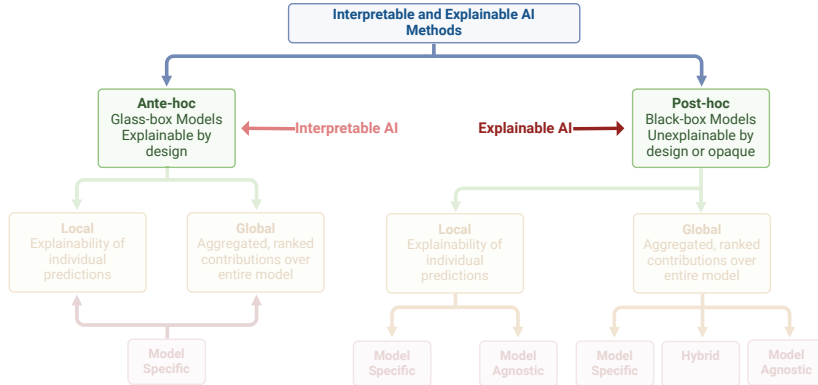 Interpretable and Explainable AI
Methods
Ante-hoc
Glass-box Models
Explainable by
design
Interpretable AI
Explainable AI
Post-hoc
Black-box Models
Unexplainable by
design or opaque
Local
Explainability of
individual
predictions
Global
Aggregated, ranked
contributions over
entire model
Local
Explainability of
individual
predictions
Global
Aggregated, ranked
contributions over
entire model
Model
Specific
Model
Specific
Model
Agnostic
Model
Specific
Hybrid
Model
Agnostic